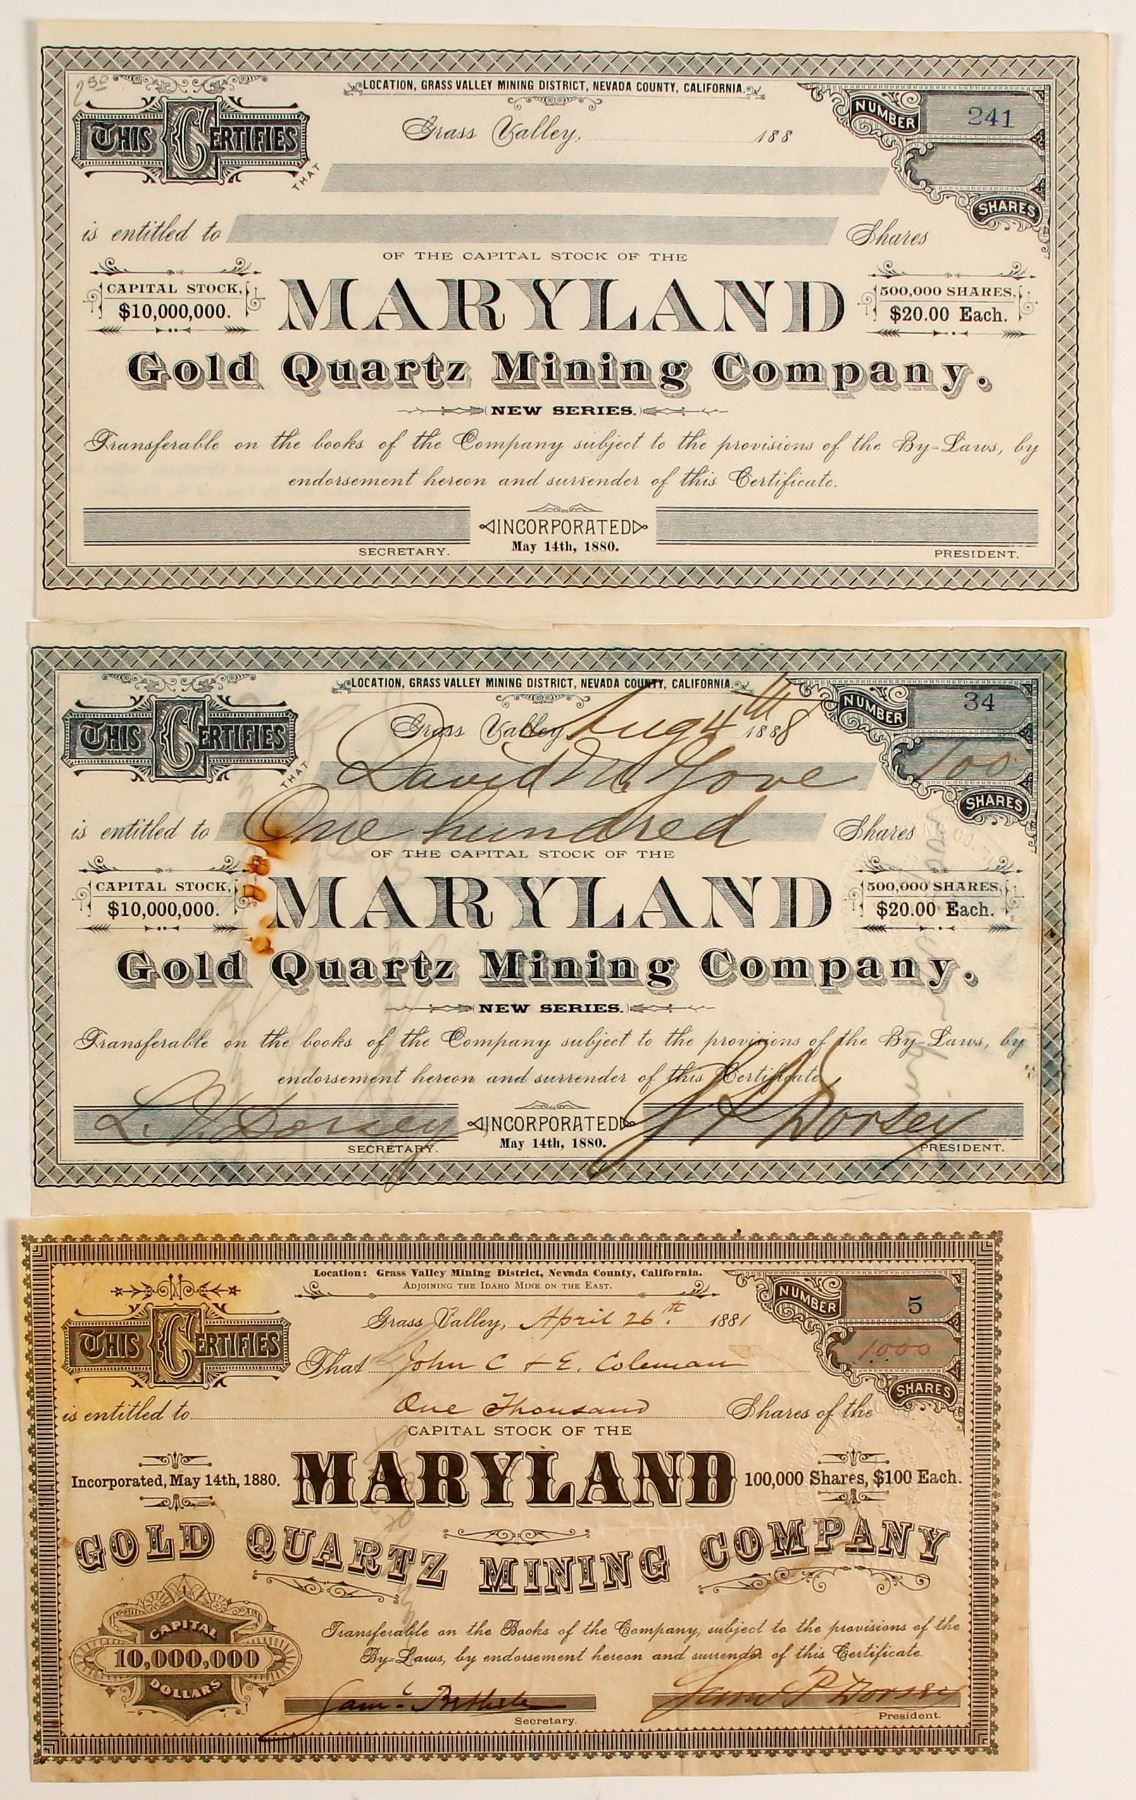 2 50
LOCATION, GRASS VALLEY MINING DISTRICT, NEVADA COUNTY, CALIFORNIA.
THIS CERTIFIES THAT
Grass Valley, 188
NUMBER 241
SHARES
is entitled to Shares
OF THE CAPITAL STOCK OF THE
CAPITAL STOCK,
$10,000,000.
MARYLAND
500,000 SHARES,
$20.00 Each.
Gold Quartz Mining Company.
NEW SERIES.
Transferable on the books of the Company subject to the provisions of the By-Laws, by
endorsement hereon and surrender of this Certificate.
INCORPORATED
May 14th, 1880.
SECRETARY. PRESIDENT.
LOCATION, GRASS VALLEY MINING DISTRICT, NEVADA COUNTY, CALIFORNIA.
THIS CERTIFIES THAT
Grass Valley, Aug 4th 1888
NUMBER 34
David M. Gove
100
SHARES
is entitled to One hundred Shares
OF THE CAPITAL STOCK OF THE
CAPITAL STOCK,
$10,000,000.
MARYLAND
500,000 SHARES,
$20.00 Each.
Gold Quartz Mining Company.
NEW SERIES.
Transferable on the books of the Company subject to the provisions of the By-Laws, by
endorsement hereon and surrender of this Certificate.
L. V. Dorsey S P Dorsey
INCORPORATED
May 14th, 1880.
SECRETARY. PRESIDENT.
Location: Grass Valley Mining District, Nevada County, California.
ADJOINING THE IDAHO MINE ON THE EAST.
THIS CERTIFIES
Grass Valley, April 26th. 1881
NUMBER 5
That John C & E. Coleman
1000
SHARES
is entitled to One Thousand Shares of the
CAPITAL STOCK OF THE
Incorporated, May 14th, 1880.
MARYLAND
100,000 Shares, $100 Each.
GOLD QUARTZ MINING COMPANY
CAPITAL
10,000,000
DOLLARS
Transferable on the Books of the Company, subject to the provisions of the
By-Laws, by endorsement hereon and surrender of this Certificate
Sam P Dorsey
Secretary. President.